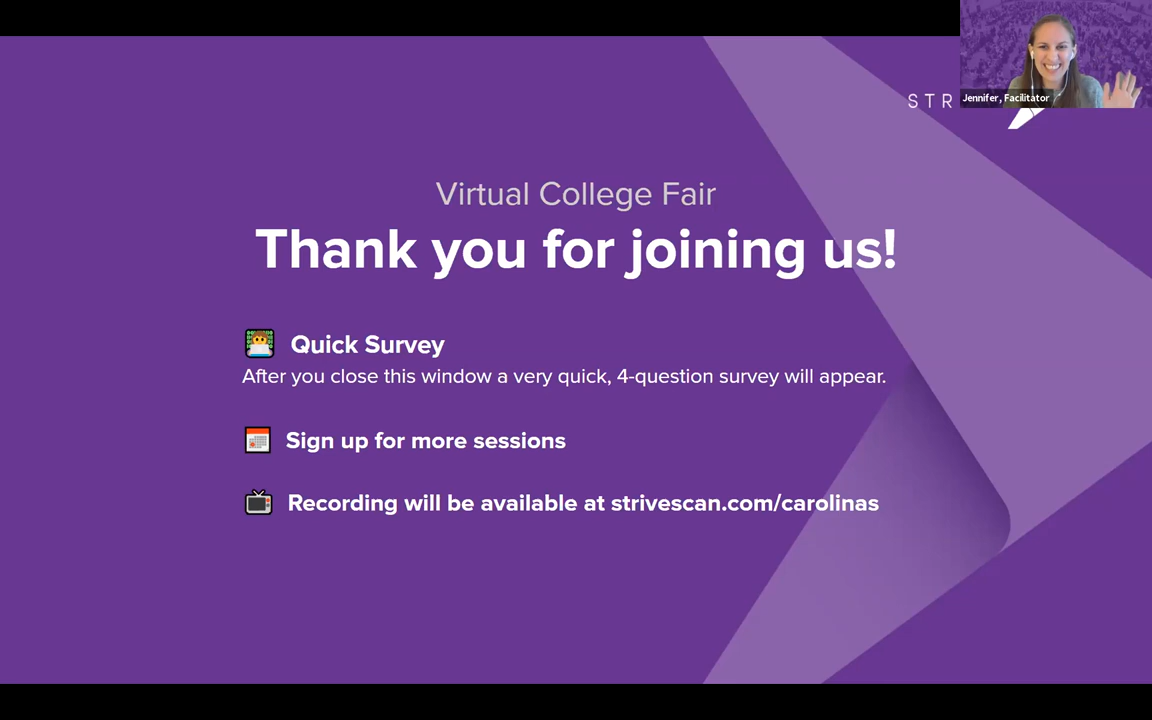 STR
Jennifer, Facilitator
Virtual College Fair
Thank you for joining us!
Quick Survey
After you close this window a very quick, 4-question survey will appear.
Sign up for more sessions
Recording will be available at strivescan.com/carolinas